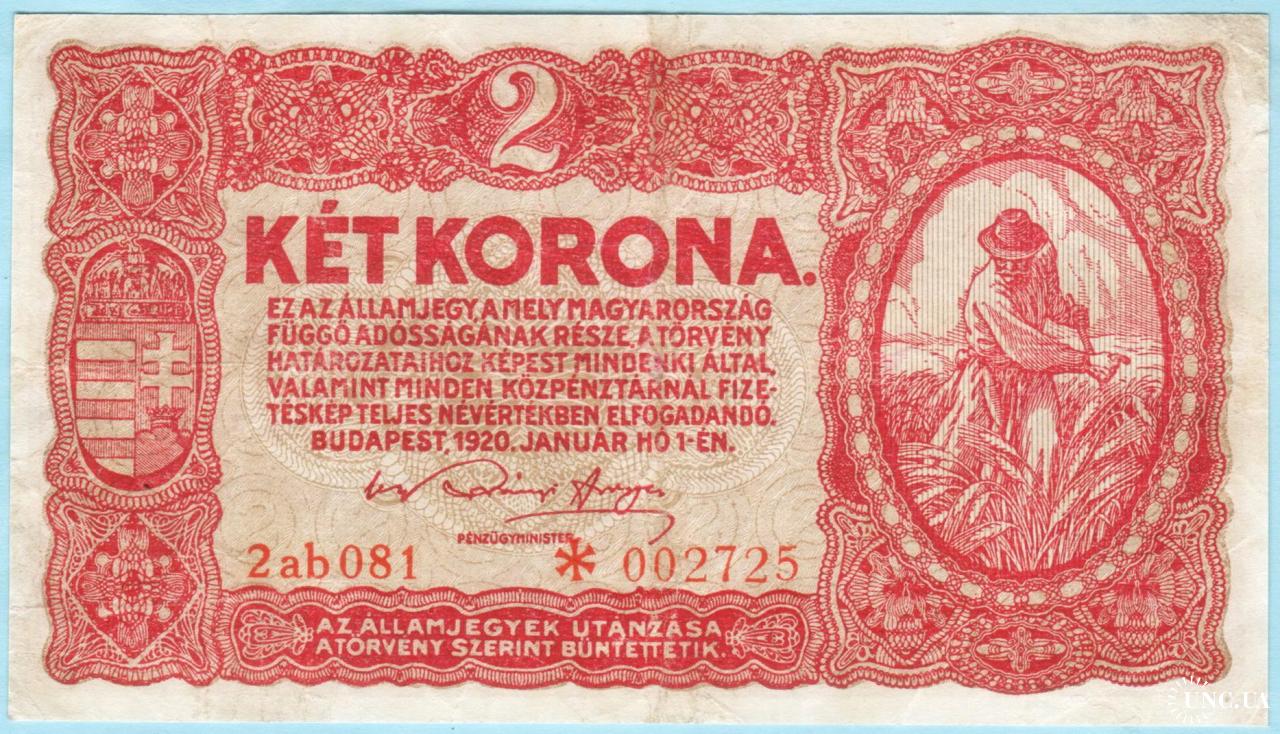 2
KÉT KORONA.
EZ AZ ÁLLAMJEGY, AMELY MAGYARORSZÁG
FÜGGŐ ADÓSSÁGÁNAK RÉSZE, A TÖRVÉNY
HATÁROZATAIHOZ KÉPEST MINDENKI ÁLTAL,
VALAMINT MINDEN KÖZPÉNZTÁRNÁL FIZE-
TÉSKÉP TELJES NÉVÉRTÉKBEN ELFOGADANDÓ.
BUDAPEST, 1920. JANUÁR HÓ 1-ÉN.
PÉNZÜGYMINISTER
2ab081 * 002725
AZ ÁLLAMJEGYEK UTÁNZÁSA
A TÖRVÉNY SZERINT BÜNTETTETIK.
UNC.UA